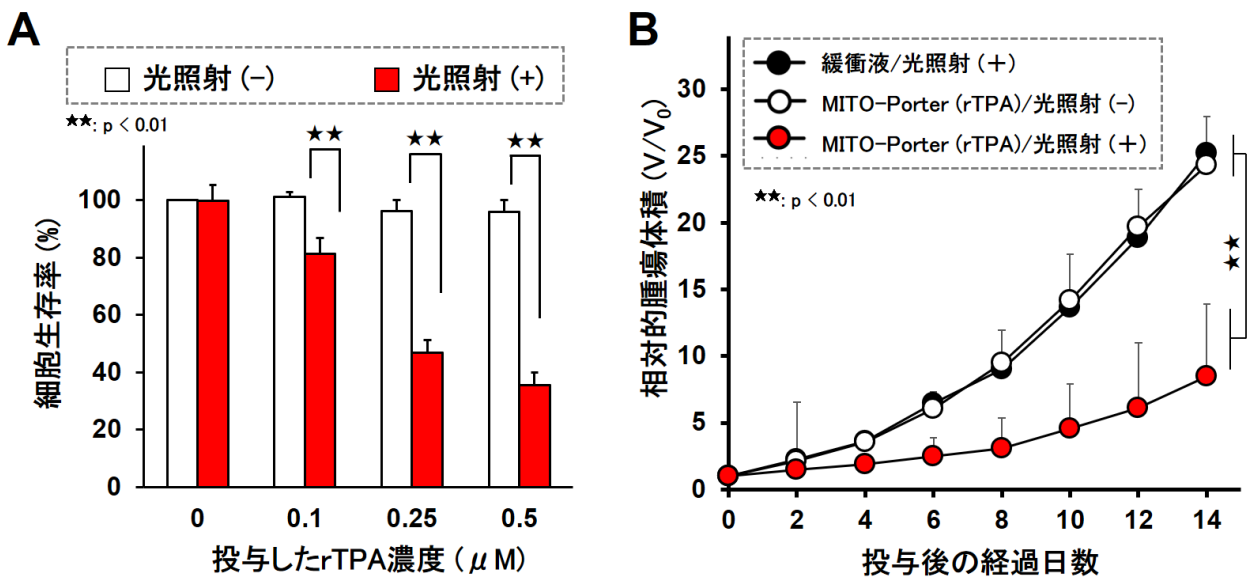 A
光照射 (-) 光照射 (+)
★★: p < 0.01
★★ ★★ ★★
100
80
60
40
20
0
細胞生存率 (%)
0 0.1 0.25 0.5
投与したrTPA濃度 (μM)
B
緩衝液/光照射 (+)
MITO-Porter (rTPA)/光照射 (-)
MITO-Porter (rTPA)/光照射 (+)
★★: p < 0.01
30
25
20
15
10
5
0
相対的腫瘍体積 (V/V₀)
★★
0 2 4 6 8 10 12 14
投与後の経過日数